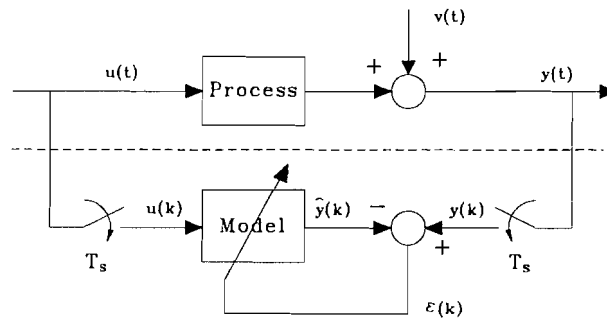 v(t)
u(t)
+
+
y(t)
Process
u(k)
ŷ(k)
−
y(k)
Model
+
T_s
T_s
ε(k)